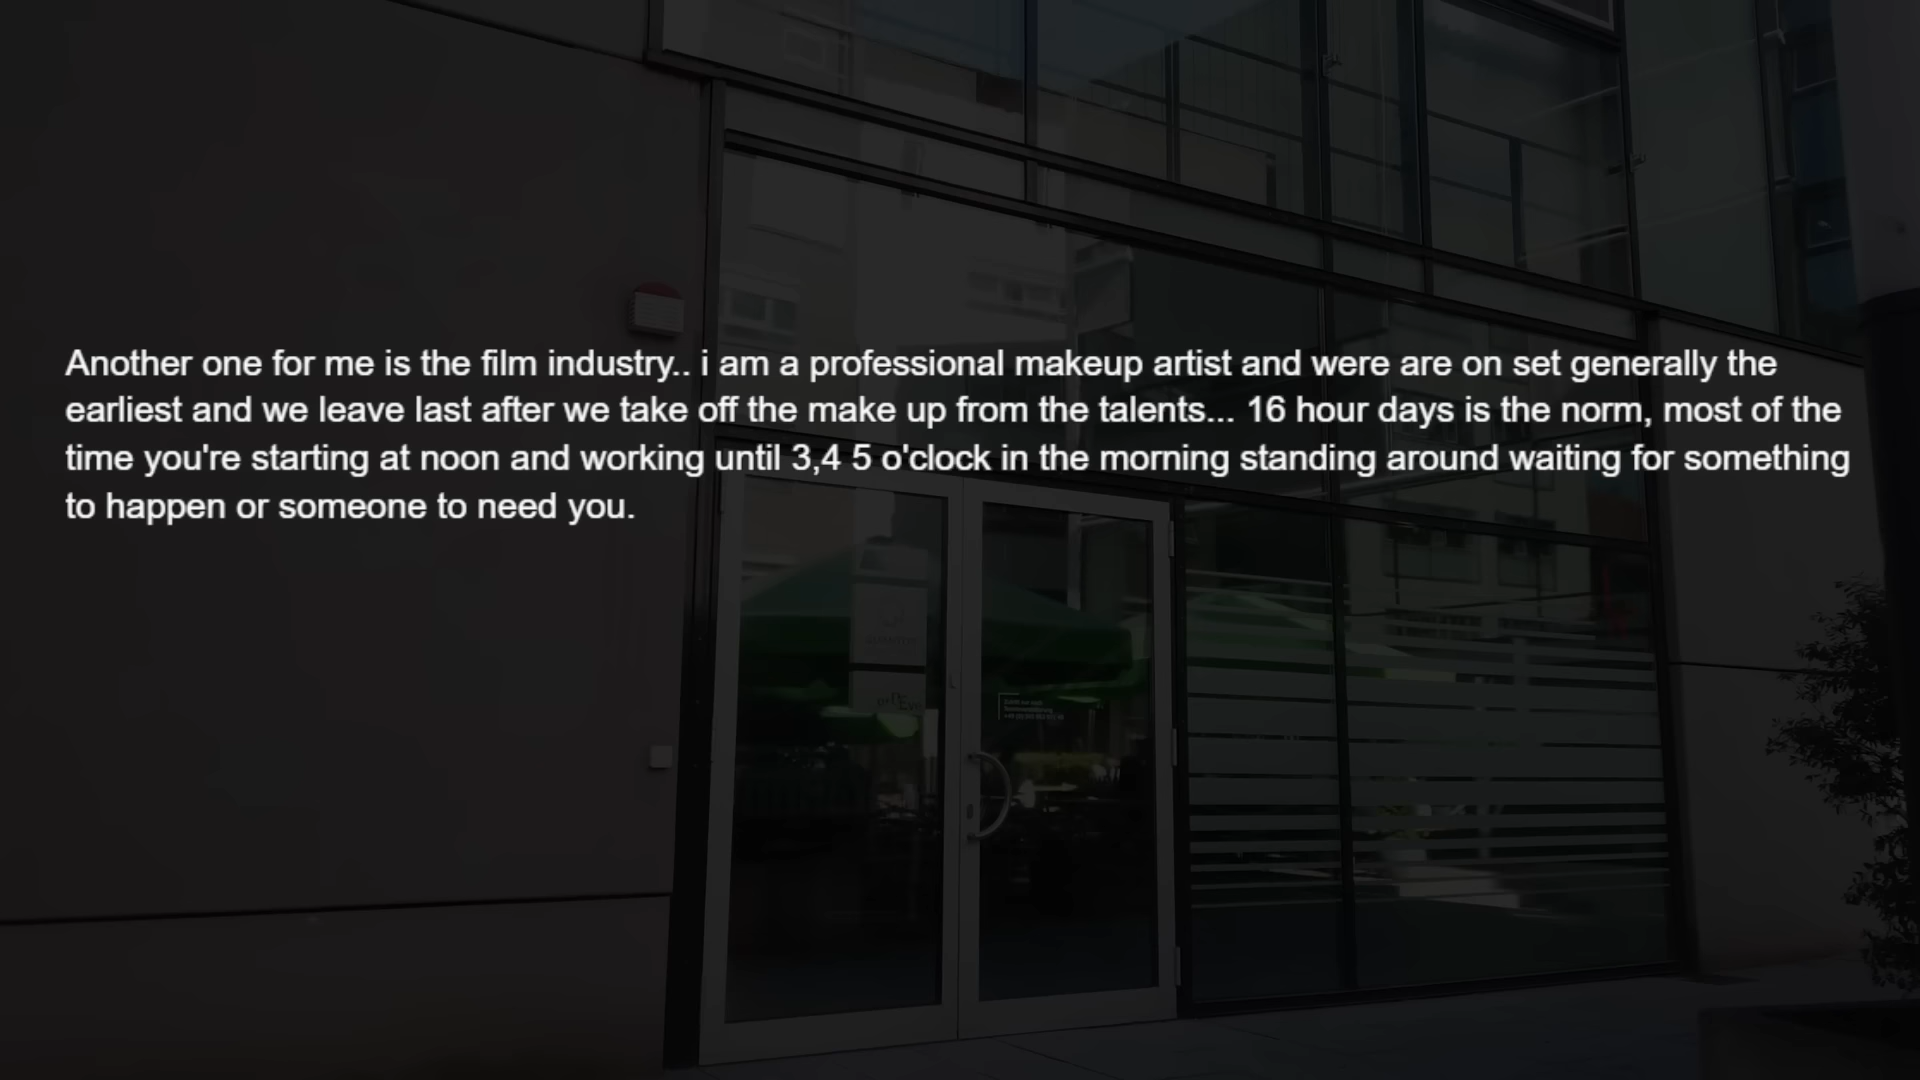 Another one for me is the film industry.. i am a professional makeup artist and were are on set generally the
earliest and we leave last after we take off the make up from the talents... 16 hour days is the norm, most of the
time you're starting at noon and working until 3,4 5 o'clock in the morning standing around waiting for something
to happen or someone to need you.